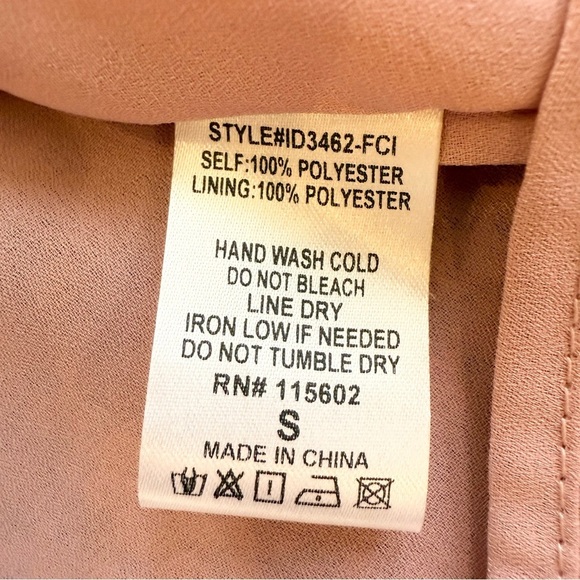 STYLE#ID3462-FCI
SELF:100% POLYESTER
LINING:100% POLYESTER
HAND WASH COLD
DO NOT BLEACH
LINE DRY
IRON LOW IF NEEDED
DO NOT TUMBLE DRY
RN# 115602
S
MADE IN CHINA